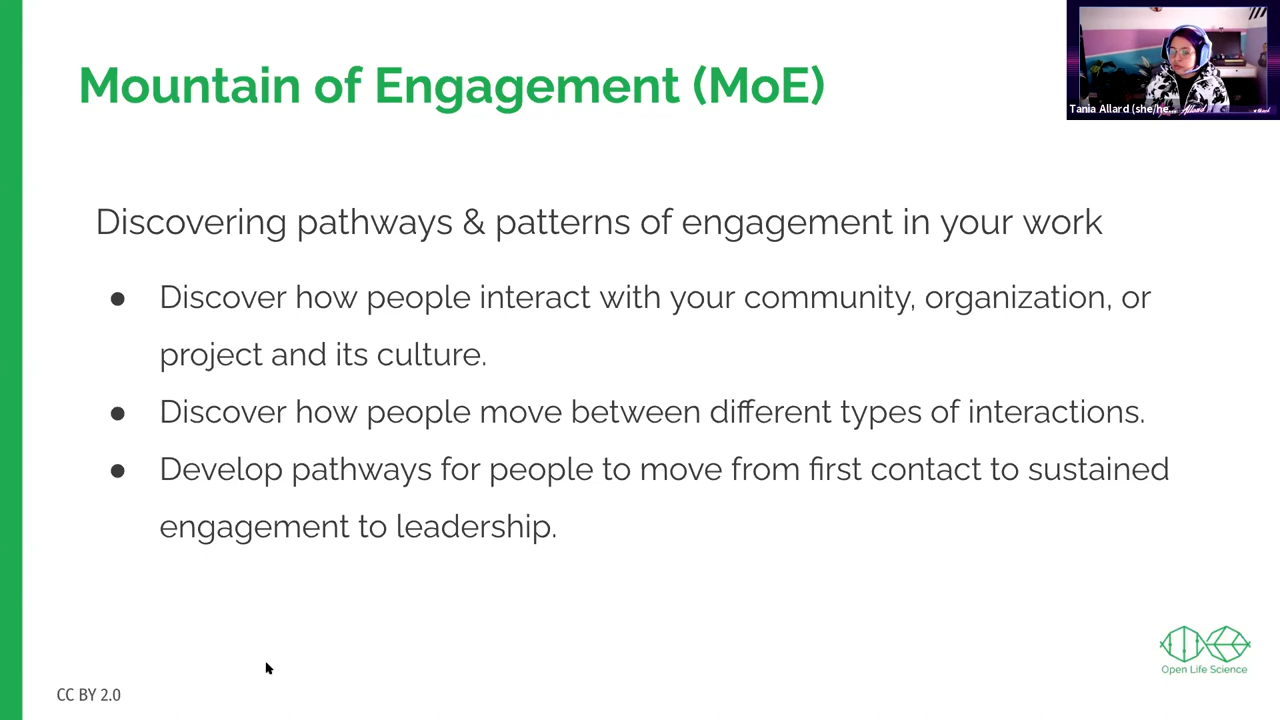 Mountain of Engagement (MoE)
Tania Allard (she/he...
Discovering pathways & patterns of engagement in your work
● Discover how people interact with your community, organization, or
project and its culture.
● Discover how people move between different types of interactions.
● Develop pathways for people to move from first contact to sustained
engagement to leadership.
Open Life Science
CC BY 2.0